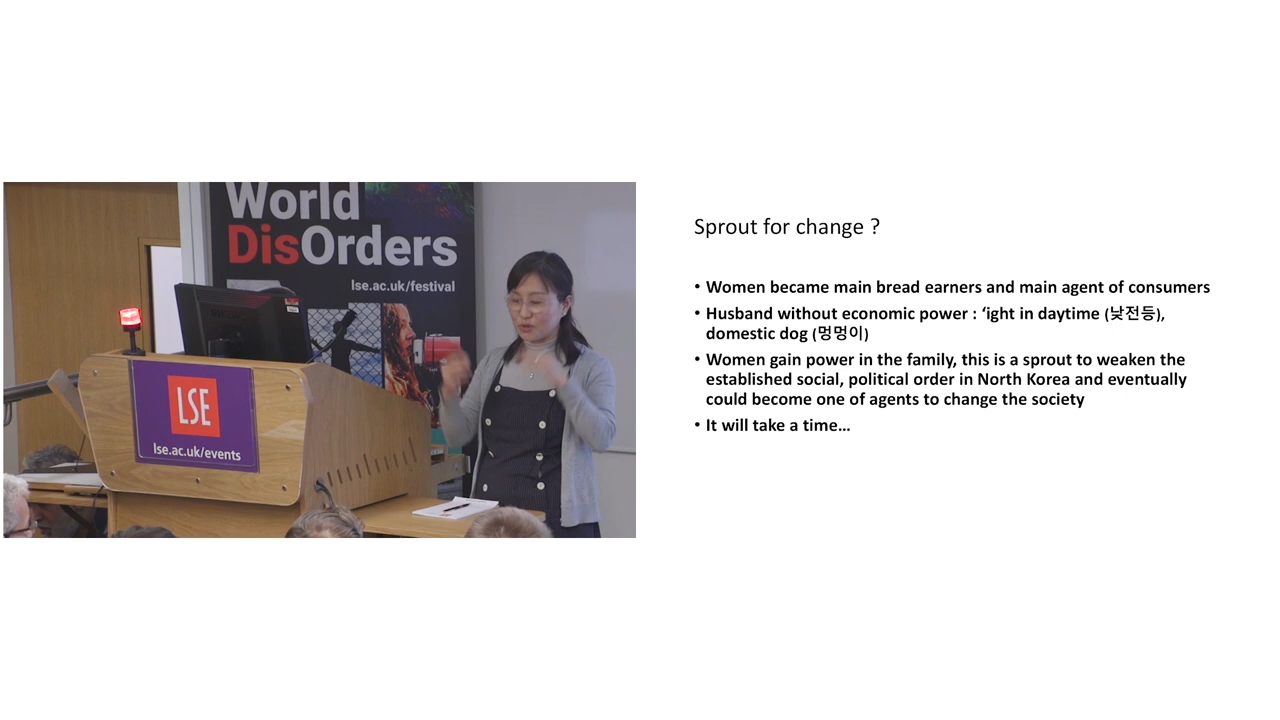 World
DisOrders
lse.ac.uk/festival
LSE
lse.ac.uk/events
Sprout for change ?
• Women became main bread earners and main agent of consumers
• Husband without economic power : ‘ight in daytime (낮전등),
domestic dog (멍멍이)
• Women gain power in the family, this is a sprout to weaken the
established social, political order in North Korea and eventually
could become one of agents to change the society
• It will take a time…